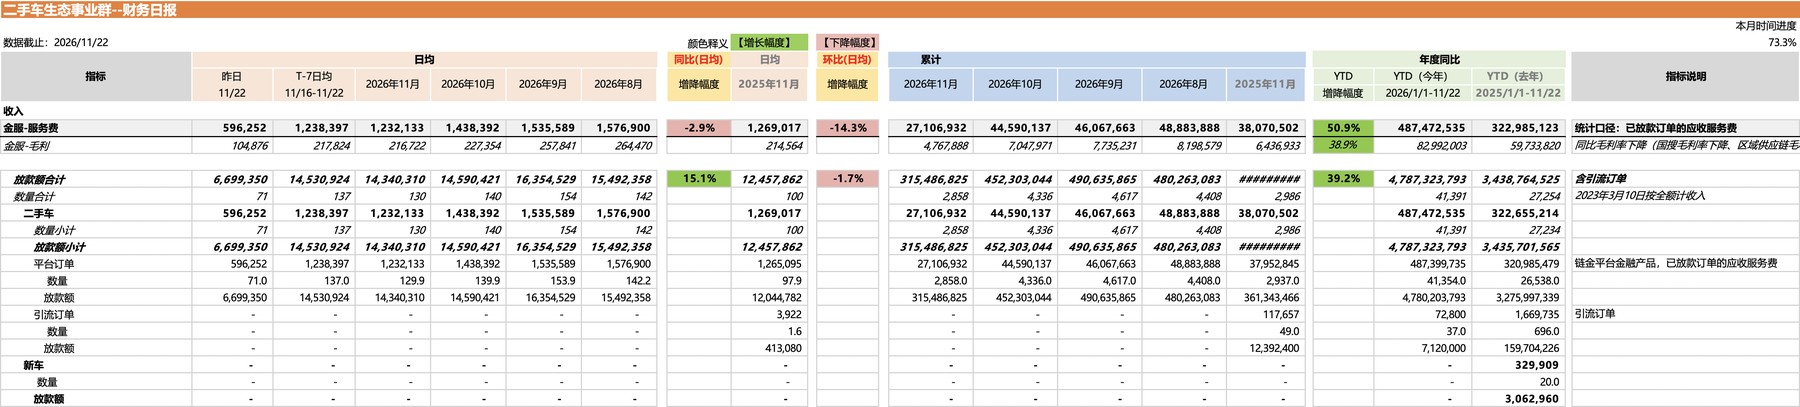 二手车生态事业群--财务日报
本月时间进度
数据截止：2026/11/22 颜色释义 【增长幅度】 【下降幅度】 73.3%
指标 日均 同比(日均) 日均 环比(日均) 累计 年度同比 指标说明
昨日 T-7日均 2026年11月 2026年10月 2026年9月 2026年8月 增降幅度 2025年11月 增降幅度 2026年11月 2026年10月 2026年9月 2026年8月 2025年11月 YTD YTD（今年） YTD（去年）
11/22 11/16-11/22 增降幅度 2026/1/1-11/22 2025/1/1-11/22
收入
金服-服务费 596,252 1,238,397 1,232,133 1,438,392 1,535,589 1,576,900 -2.9% 1,269,017 -14.3% 27,106,932 44,590,137 46,067,663 48,883,888 38,070,502 50.9% 487,472,535 322,985,123 统计口径：已放款订单的应收服务费
金服-毛利 104,876 217,824 216,722 227,354 257,841 264,470 214,564 4,767,888 7,047,971 7,735,231 8,198,579 6,436,933 38.9% 82,992,003 59,733,820 同比毛利率下降（国搜毛利率下降、区域供应链毛
放款额合计 6,699,350 14,530,924 14,340,310 14,590,421 16,354,529 15,492,358 15.1% 12,457,862 -1.7% 315,486,825 452,303,044 490,635,865 480,263,083 ######### 39.2% 4,787,323,793 3,438,764,525 含引流订单
数量合计 71 137 130 140 154 142 100 2,858 4,336 4,617 4,408 2,986 41,391 27,254 2023年3月10日按全额计收入
二手车 596,252 1,238,397 1,232,133 1,438,392 1,535,589 1,576,900 1,269,017 27,106,932 44,590,137 46,067,663 48,883,888 38,070,502 487,472,535 322,655,214
数量小计 71 137 130 140 154 142 100 2,858 4,336 4,617 4,408 2,986 41,391 27,234
放款额小计 6,699,350 14,530,924 14,340,310 14,590,421 16,354,529 15,492,358 12,457,862 315,486,825 452,303,044 490,635,865 480,263,083 ######### 4,787,323,793 3,435,701,565
平台订单 596,252 1,238,397 1,232,133 1,438,392 1,535,589 1,576,900 1,265,095 27,106,932 44,590,137 46,067,663 48,883,888 37,952,845 487,399,735 320,985,479 链金平台金融产品，已放款订单的应收服务费
数量 71.0 137.0 129.9 139.9 153.9 142.2 97.9 2,858.0 4,336.0 4,617.0 4,408.0 2,937.0 41,354.0 26,538.0
放款额 6,699,350 14,530,924 14,340,310 14,590,421 16,354,529 15,492,358 12,044,782 315,486,825 452,303,044 490,635,865 480,263,083 361,343,466 4,780,203,793 3,275,997,339
引流订单 - - - - - - 3,922 - - - - 117,657 72,800 1,669,735 引流订单
数量 - - - - - - 1.6 - - - - 49.0 37.0 696.0
放款额 - - - - - - 413,080 - - - - 12,392,400 7,120,000 159,704,226
新车 - - - - - - - - - - - - - 329,909
数量 - - - - - - - - - - - - - 20.0
放款额 - - - - - - - - - - - - - 3,062,960